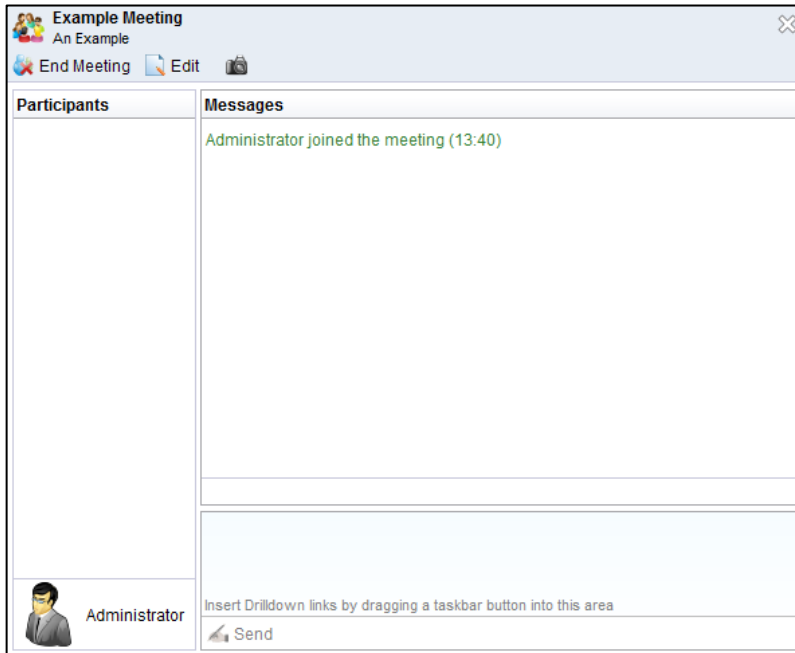 Example Meeting
An Example
End Meeting Edit
Participants
Messages
Administrator joined the meeting (13:40)
Administrator
Insert Drilldown links by dragging a taskbar button into this area
Send